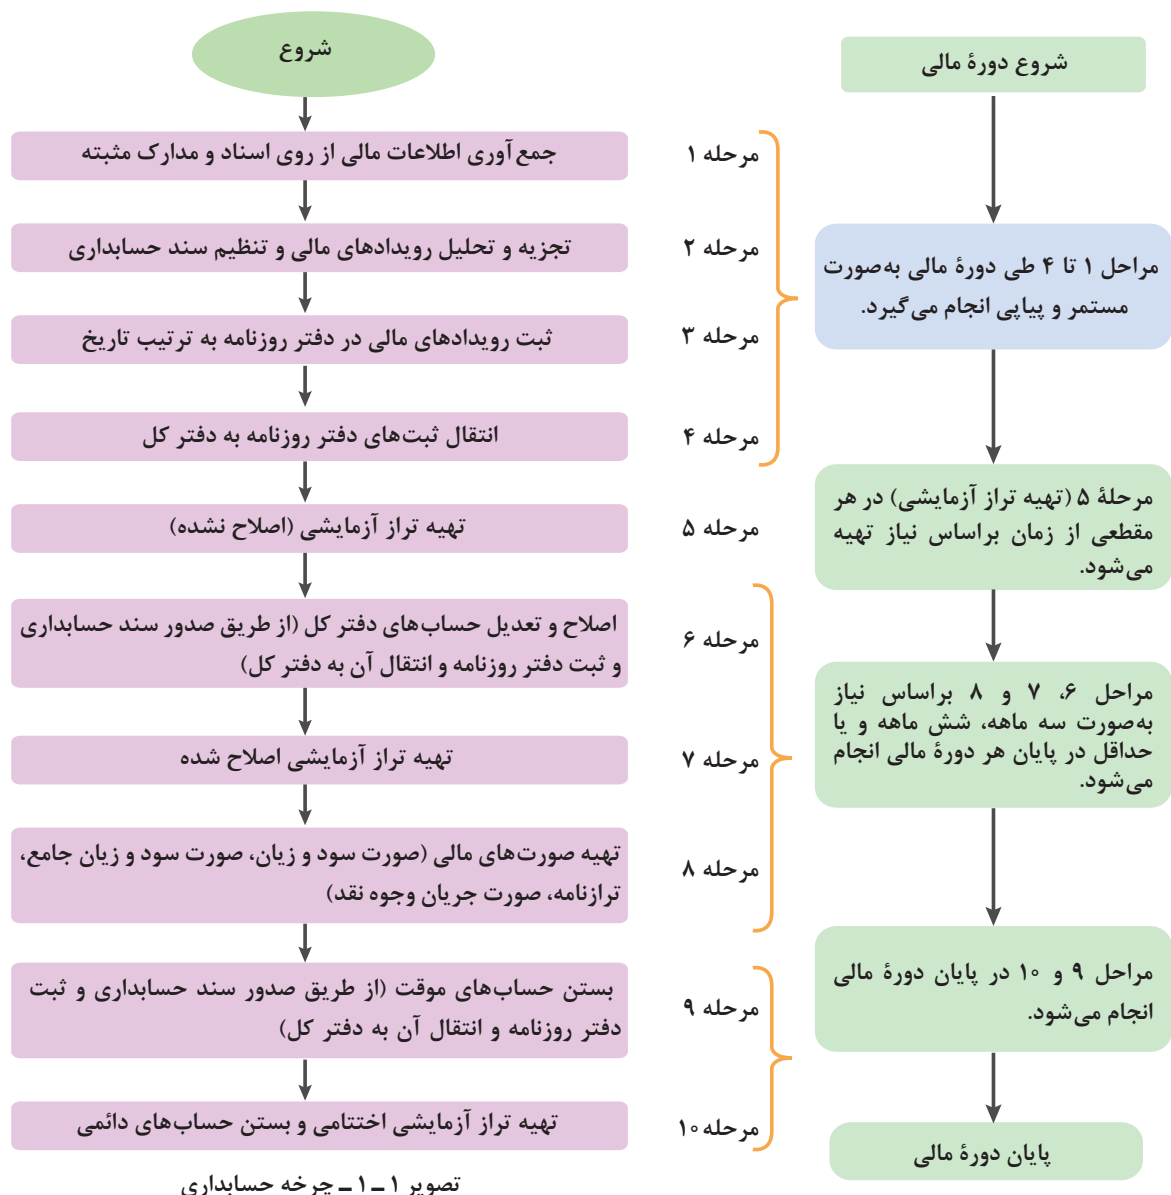 شروع
شروع دورۀ مالی
جمع‌آوری اطلاعات مالی از روی اسناد و مدارک مثبته
مرحله ۱
تجزیه و تحلیل رویدادهای مالی و تنظیم سند حسابداری
مرحله ۲
مراحل ۱ تا ۴ طی دورۀ مالی به‌صورت
مستمر و پیاپی انجام می‌گیرد.
ثبت رویدادهای مالی در دفتر روزنامه به ترتیب تاریخ
مرحله ۳
انتقال ثبت‌های دفتر روزنامه به دفتر کل
مرحله ۴
تهیه تراز آزمایشی (اصلاح نشده)
مرحله ۵
مرحلۀ ۵ (تهیه تراز آزمایشی) در هر
مقطعی از زمان براساس نیاز تهیه
می‌شود.
اصلاح و تعدیل حساب‌های دفتر کل (از طریق صدور سند حسابداری
و ثبت دفتر روزنامه و انتقال آن به دفتر کل)
مرحله ۶
تهیه تراز آزمایشی اصلاح شده
مرحله ۷
مراحل ۶، ۷ و ۸ براساس نیاز
به‌صورت سه ماهه، شش ماهه و یا
حداقل در پایان هر دورۀ مالی انجام
می‌شود.
تهیه صورت‌های مالی (صورت سود و زیان، صورت سود و زیان جامع،
ترازنامه، صورت جریان وجوه نقد)
مرحله ۸
بستن حساب‌های موقت (از طریق صدور سند حسابداری و ثبت
دفتر روزنامه و انتقال آن به دفتر کل)
مرحله ۹
مراحل ۹ و ۱۰ در پایان دورۀ مالی
انجام می‌شود.
تهیه تراز آزمایشی اختتامی و بستن حساب‌های دائمی
مرحله ۱۰
پایان دورۀ مالی
تصویر ۱ ــ ۱ ــ چرخه حسابداری